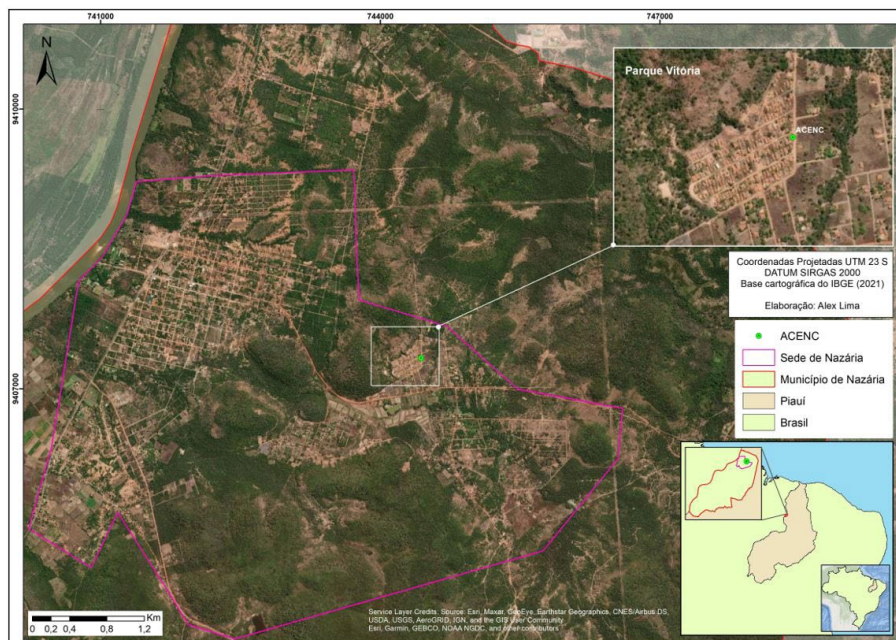 741000
744000
747000
N
9410000
Parque Vitória
ACENC
Coordenadas Projetadas UTM 23 S
DATUM SIRGAS 2000
Base cartográfica do IBGE (2021)
Elaboração: Alex Lima
ACENC
Sede de Nazária
Município de Nazária
Piauí
Brasil
9407000
Km
0 0,2 0,4 0,8 1,2
Service Layer Credits: Source: Esri, Maxar, GeoEye, Earthstar Geographics, CNES/Airbus DS,
USDA, USGS, AeroGRID, IGN, and the GIS User Community
Esri, Garmin, GEBCO, NOAA NGDC, and other contributors